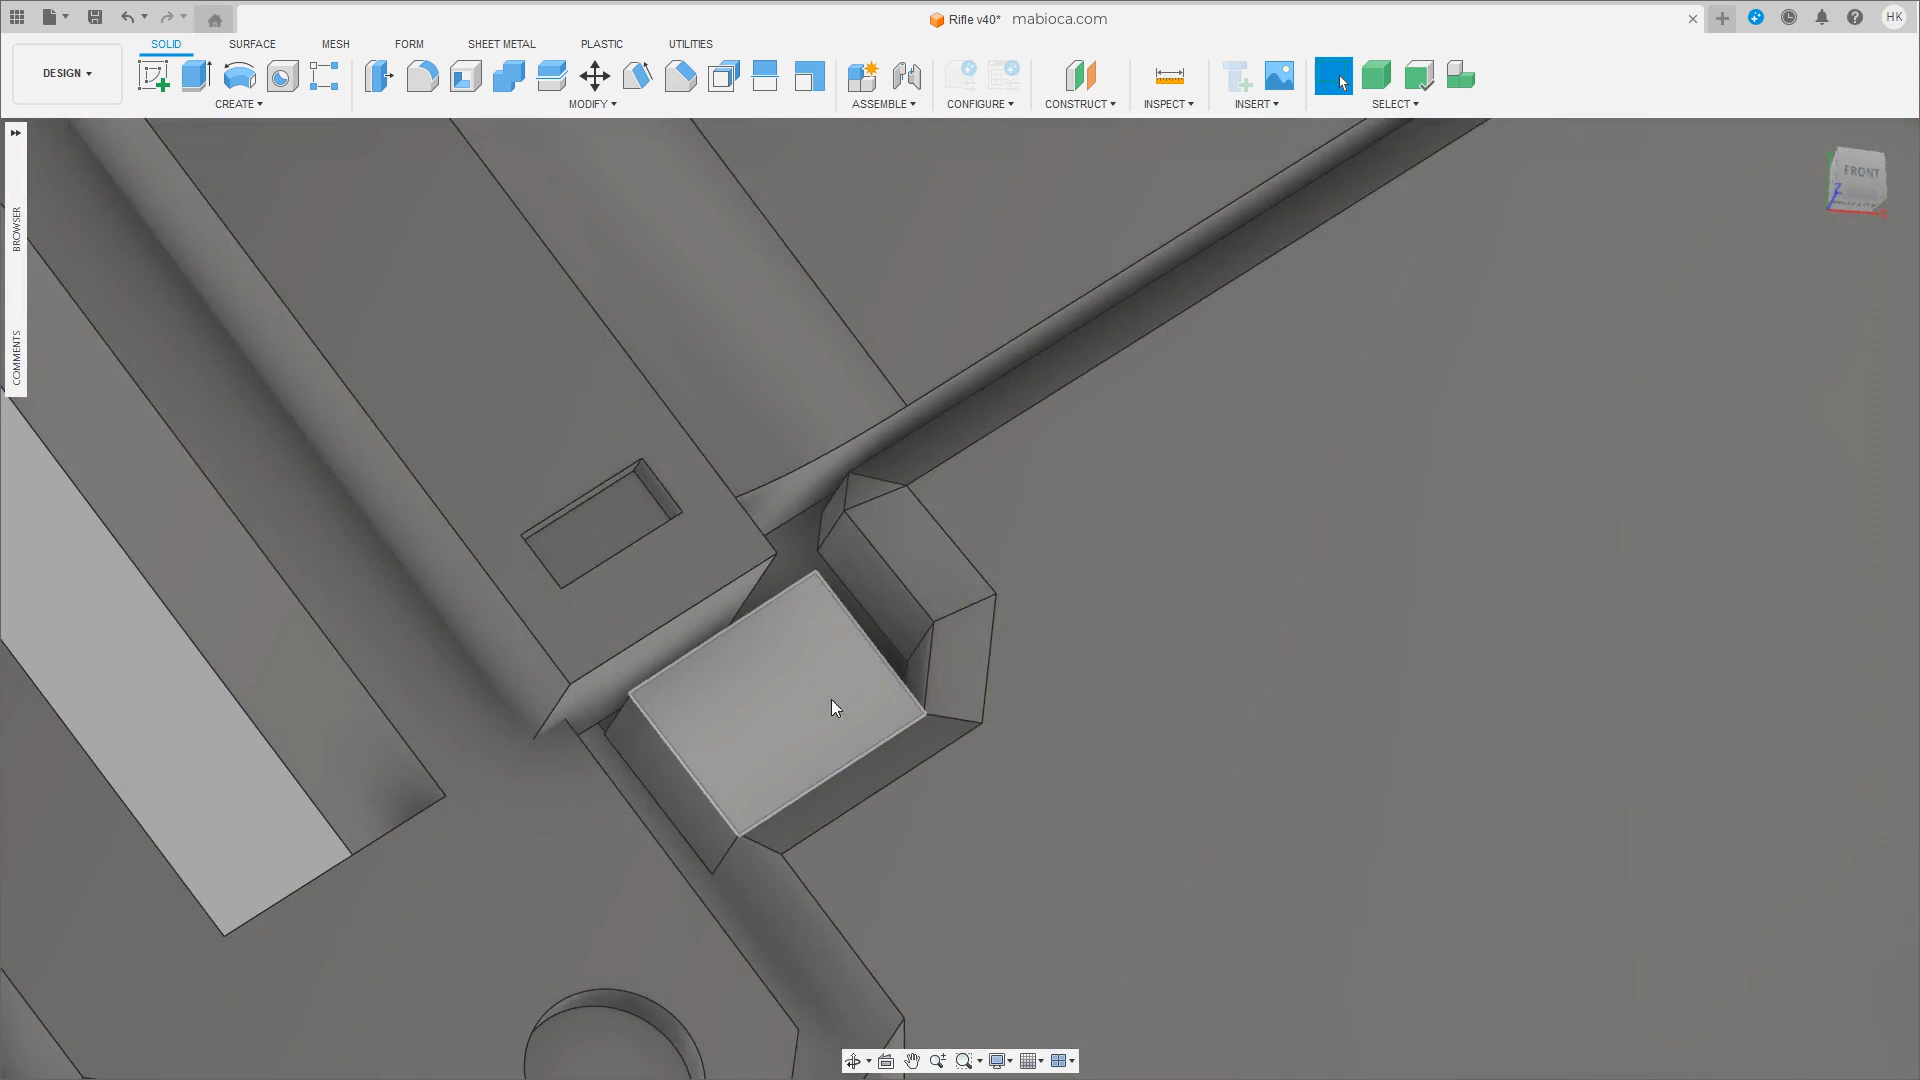 Rifle v40* mabioca.com
HK
DESIGN
SOLID SURFACE MESH FORM SHEET METAL PLASTIC UTILITIES
CREATE MODIFY ASSEMBLE CONFIGURE CONSTRUCT INSPECT INSERT SELECT
BROWSER
COMMENTS
FRONT
Z